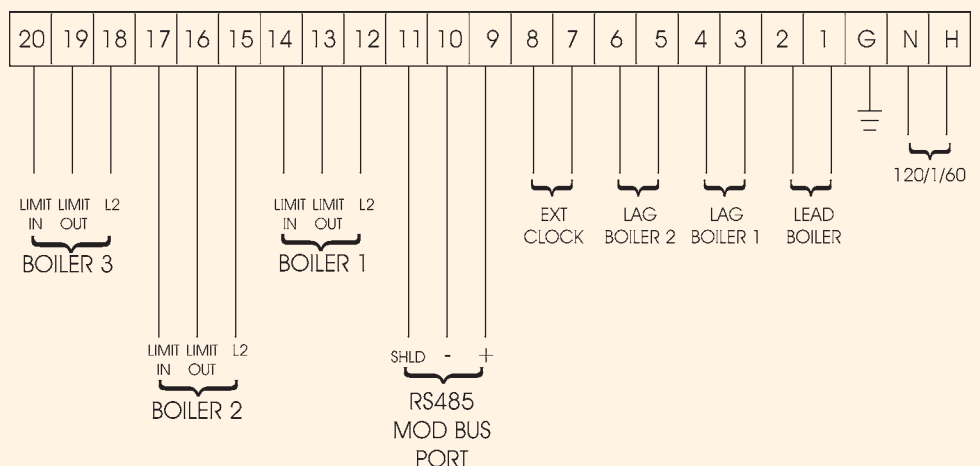 20 19 18 17 16 15 14 13 12 11 10 9 8 7 6 5 4 3 2 1 G N H
120/1/60
LIMIT LIMIT L2
IN OUT
BOILER 3
LIMIT LIMIT L2
IN OUT
BOILER 1
EXT
CLOCK
LAG
BOILER 2
LAG
BOILER 1
LEAD
BOILER
LIMIT LIMIT L2
IN OUT
BOILER 2
SHLD - +
RS485
MOD BUS
PORT